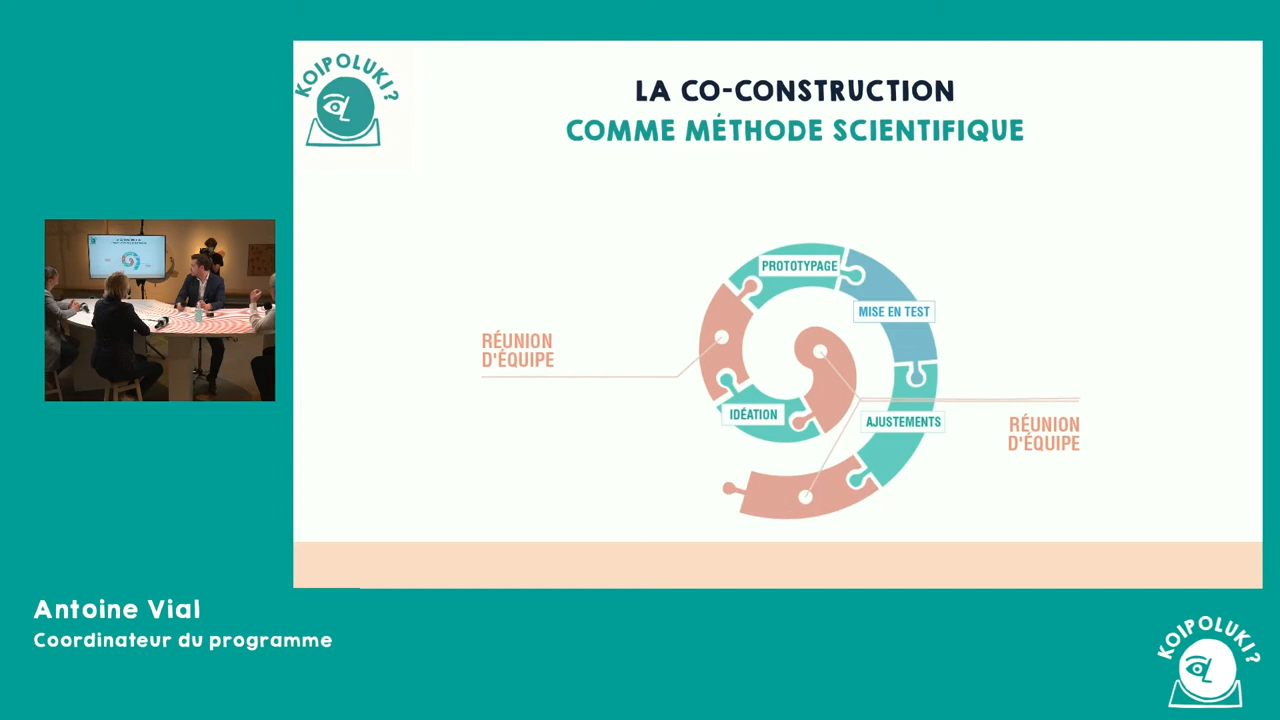 KOIPOLUKI?
LA CO-CONSTRUCTION
COMME MÉTHODE SCIENTIFIQUE
PROTOTYPAGE
MISE EN TEST
RÉUNION
D'ÉQUIPE
IDÉATION
AJUSTEMENTS
RÉUNION
D'ÉQUIPE
Antoine Vial
Coordinateur du programme
KOIPOLUKI?